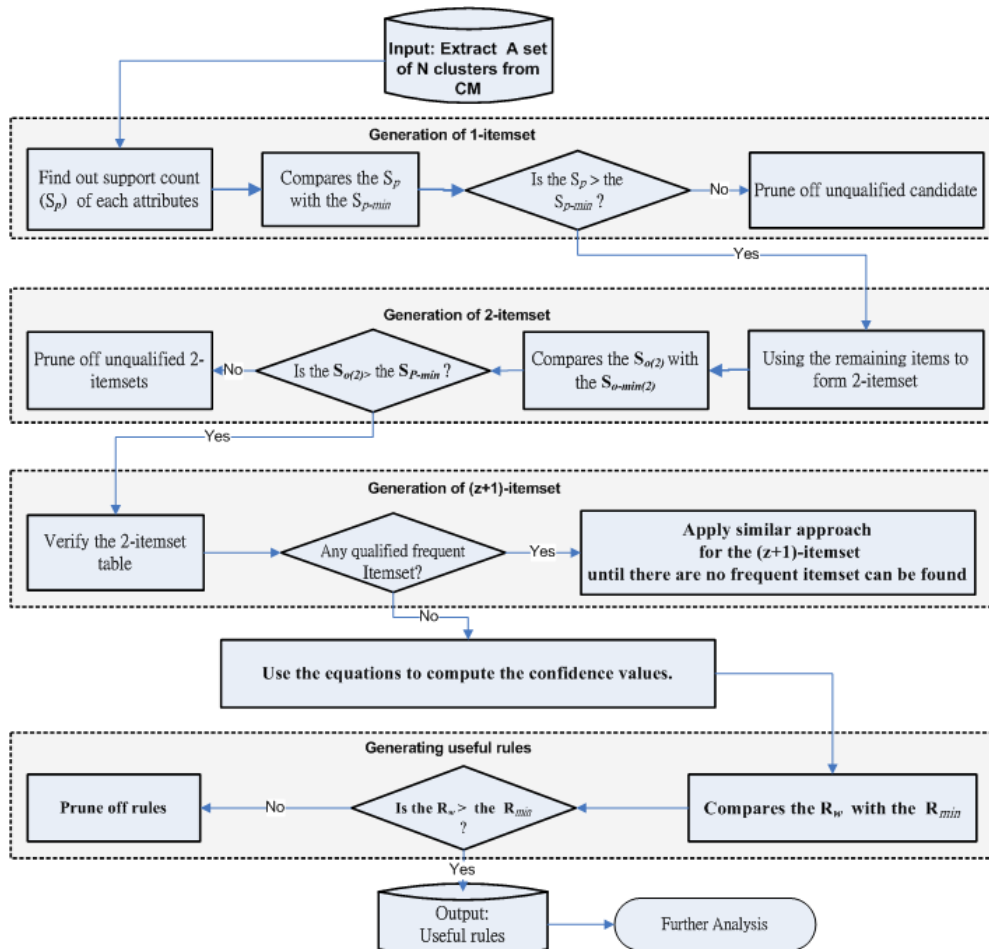 Input: Extract A set
of N clusters from
CM
Generation of 1-itemset
Find out support count
(Sp) of each attributes
Compares the Sp
with the Sp-min
Is the Sp > the
Sp-min ?
No
Prune off unqualified candidate
Yes
Generation of 2-itemset
Prune off unqualified 2-
itemsets
No
Is the So(2)> the SP-min ?
Compares the So(2) with
the So-min(2)
Using the remaining items to
form 2-itemset
Yes
Generation of (z+1)-itemset
Verify the 2-itemset
table
Any qualified frequent
Itemset?
Yes
Apply similar approach
for the (z+1)-itemset
until there are no frequent itemset can be found
No
Use the equations to compute the confidence values.
Generating useful rules
Prune off rules
No
Is the Rw > the Rmin
?
Compares the Rw with the Rmin
Yes
Output:
Useful rules
Further Analysis